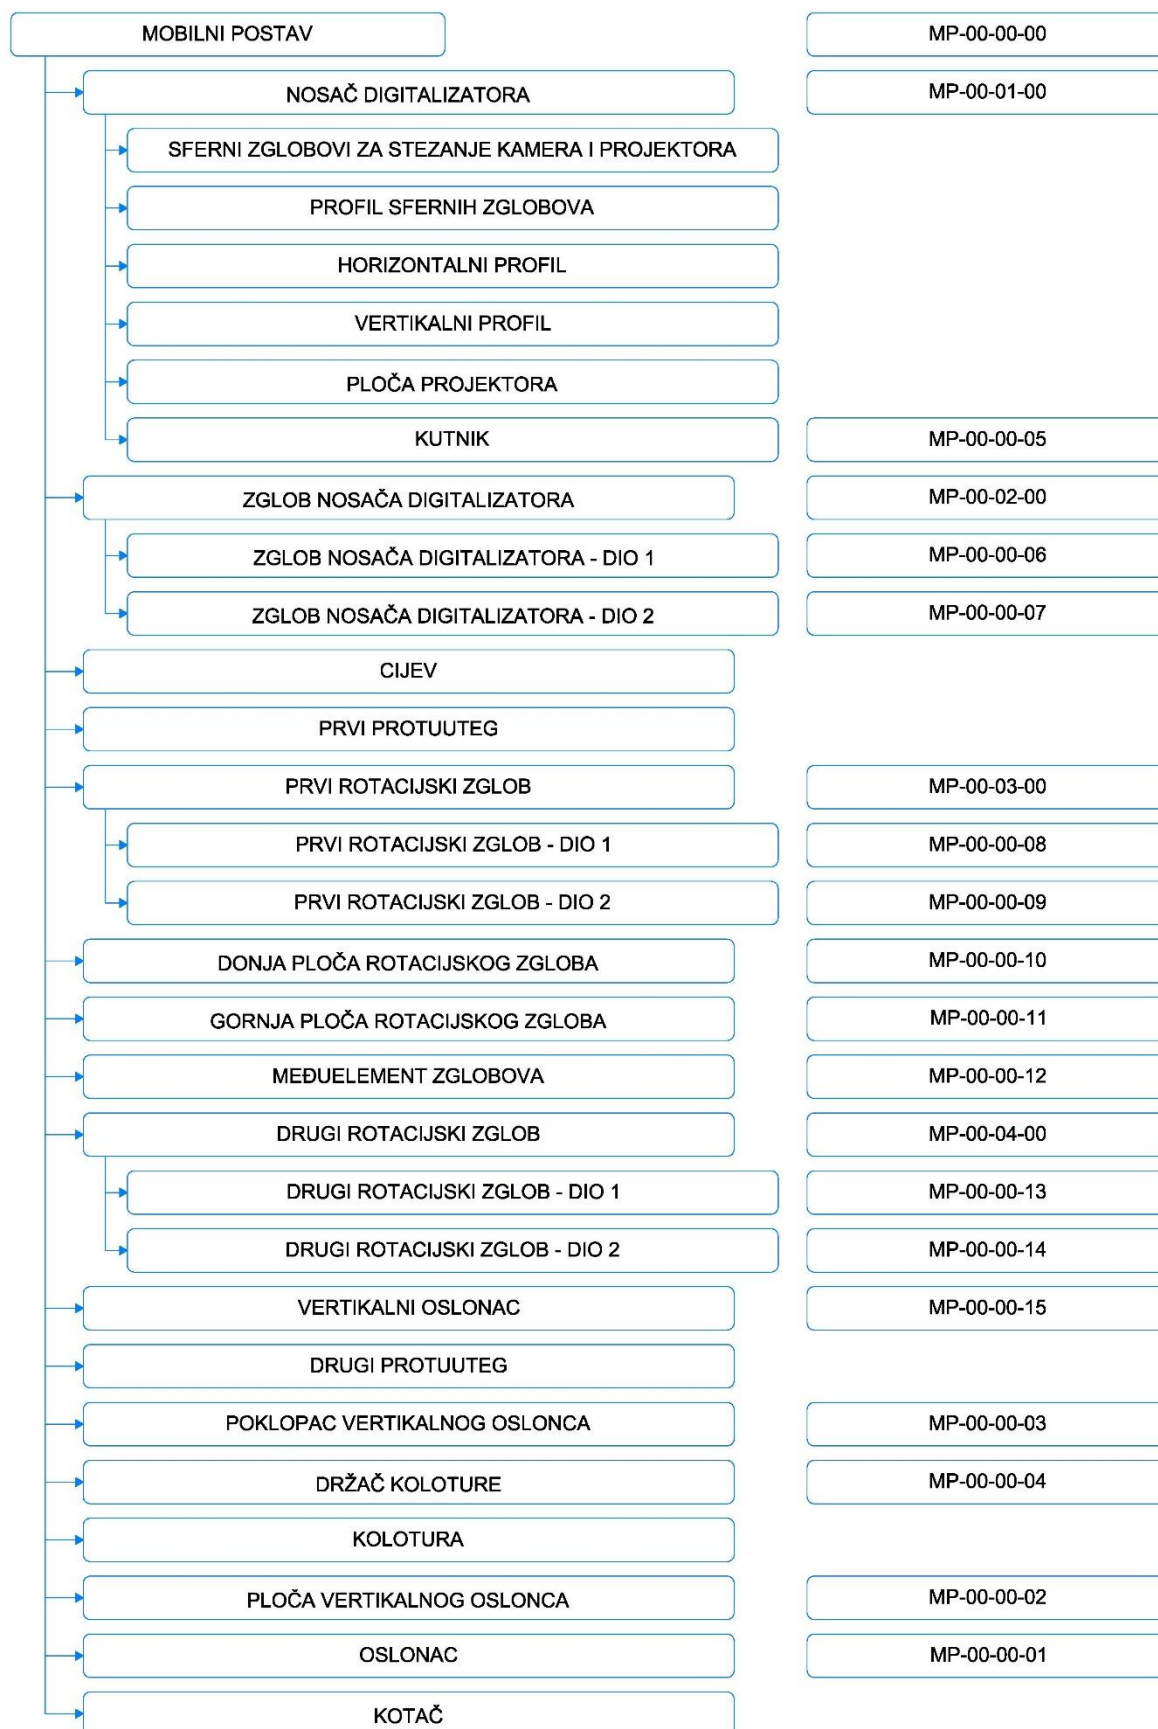 MOBILNI POSTAV MP-00-00-00
NOSAČ DIGITALIZATORA MP-00-01-00
SFERNI ZGLOBOVI ZA STEZANJE KAMERA I PROJEKTORA
PROFIL SFERNIH ZGLOBOVA
HORIZONTALNI PROFIL
VERTIKALNI PROFIL
PLOČA PROJEKTORA
KUTNIK MP-00-00-05
ZGLOB NOSAČA DIGITALIZATORA MP-00-02-00
ZGLOB NOSAČA DIGITALIZATORA - DIO 1 MP-00-00-06
ZGLOB NOSAČA DIGITALIZATORA - DIO 2 MP-00-00-07
CIJEV
PRVI PROTUUTEG
PRVI ROTACIJSKI ZGLOB MP-00-03-00
PRVI ROTACIJSKI ZGLOB - DIO 1 MP-00-00-08
PRVI ROTACIJSKI ZGLOB - DIO 2 MP-00-00-09
DONJA PLOČA ROTACIJSKOG ZGLOBA MP-00-00-10
GORNJA PLOČA ROTACIJSKOG ZGLOBA MP-00-00-11
MEĐUELEMENT ZGLOBOVA MP-00-00-12
DRUGI ROTACIJSKI ZGLOB MP-00-04-00
DRUGI ROTACIJSKI ZGLOB - DIO 1 MP-00-00-13
DRUGI ROTACIJSKI ZGLOB - DIO 2 MP-00-00-14
VERTIKALNI OSLONAC MP-00-00-15
DRUGI PROTUUTEG
POKLOPAC VERTIKALNOG OSLONCA MP-00-00-03
DRŽAČ KOLOTURE MP-00-00-04
KOLOTURA
PLOČA VERTIKALNOG OSLONCA MP-00-00-02
OSLONAC MP-00-00-01
KOTAČ